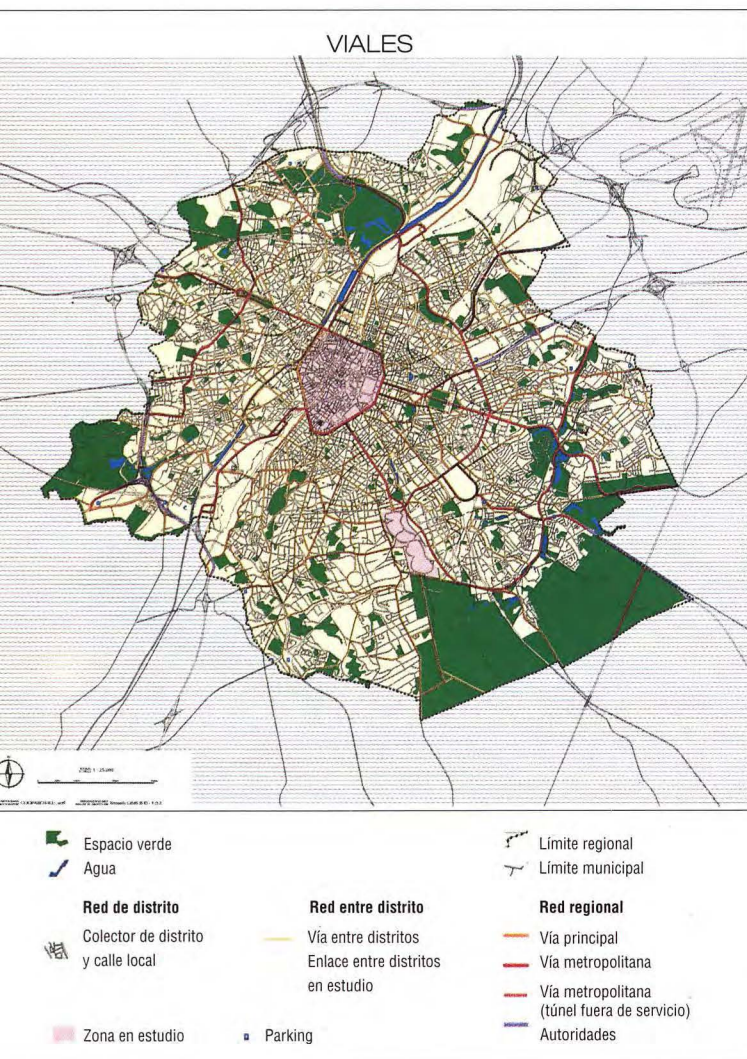 VIALES
Espacio verde
Agua
Límite regional
Límite municipal
Red de distrito
Colector de distrito
y calle local
Red entre distrito
Vía entre distritos
Enlace entre distritos
en estudio
Red regional
Vía principal
Vía metropolitana
Vía metropolitana
(túnel fuera de servicio)
Autoridades
Zona en estudio
Parking